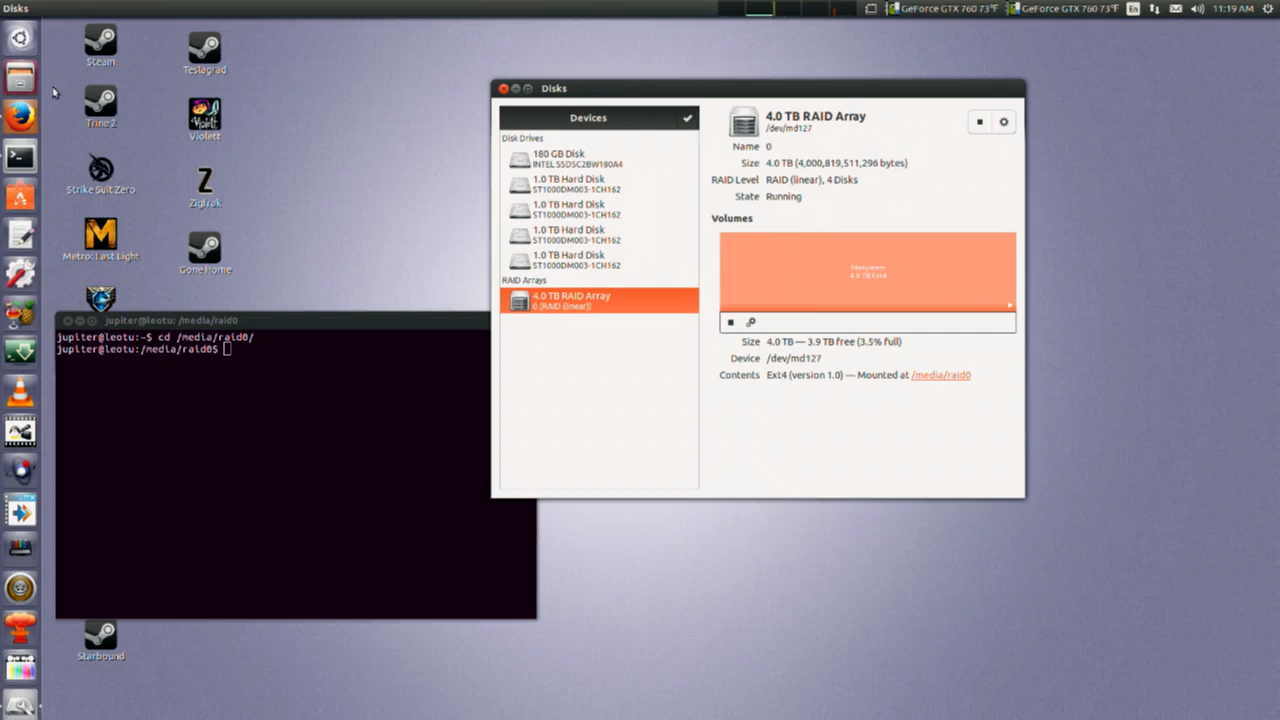 Disks
GeForce GTX 760 73°F
GeForce GTX 760 73°F
En
11:19 AM
Steam
Teslagrad
Trine 2
Violett
Strike Suit Zero
Zigfrak
Metro: Last Light
Gone Home
jupiter@leotu: /media/raid0
jupiter@leotu:~$ cd /media/raid0/
jupiter@leotu:/media/raid0$
Starbound
Disks
Devices
Disk Drives
180 GB Disk
INTEL SSDSC2BW180A4
1.0 TB Hard Disk
ST1000DM003-1CH162
1.0 TB Hard Disk
ST1000DM003-1CH162
1.0 TB Hard Disk
ST1000DM003-1CH162
1.0 TB Hard Disk
ST1000DM003-1CH162
RAID Arrays
4.0 TB RAID Array
0 [RAID (linear)]
4.0 TB RAID Array
/dev/md127
Name 0
Size 4.0 TB (4,000,819,511,296 bytes)
RAID Level RAID (linear), 4 Disks
State Running
Volumes
Filesystem
4.0 TB Ext4
Size 4.0 TB — 3.9 TB free (3.5% full)
Device /dev/md127
Contents Ext4 (version 1.0) — Mounted at /media/raid0